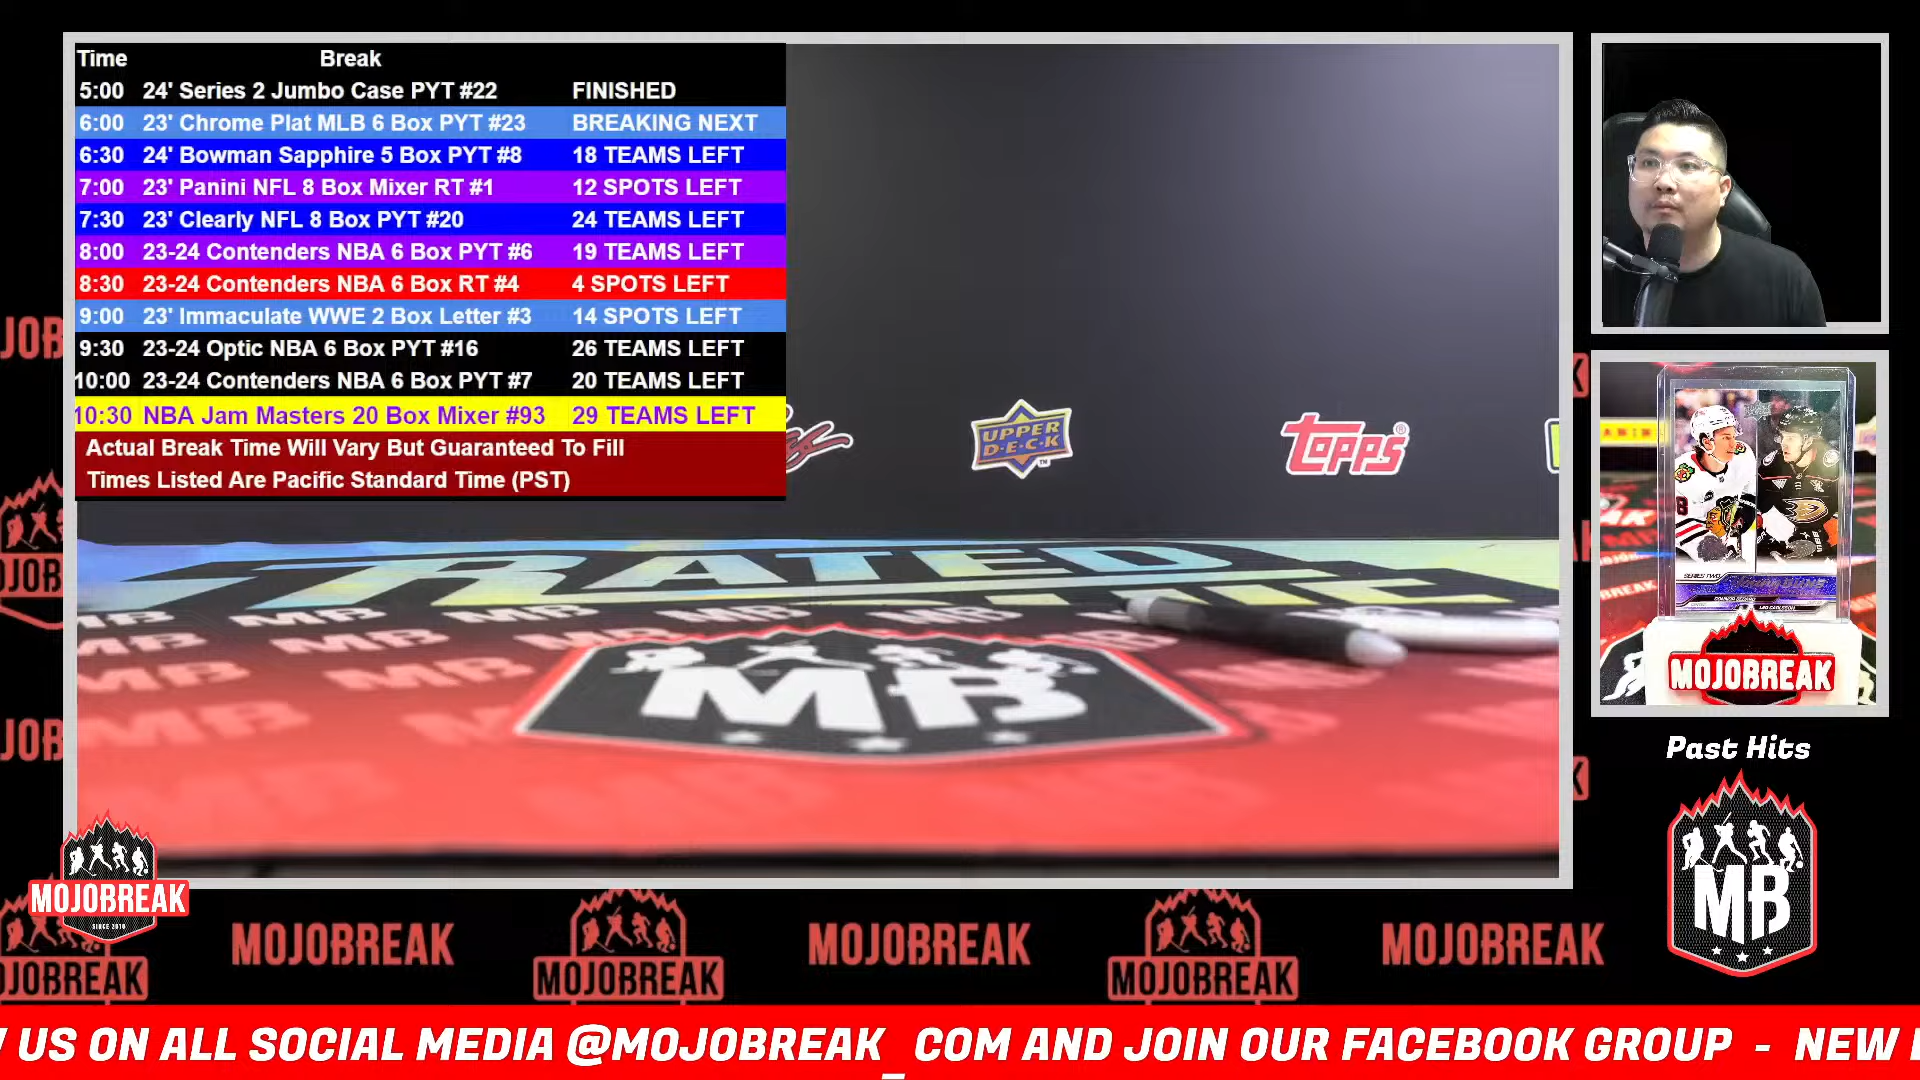 Time Break
5:00 24' Series 2 Jumbo Case PYT #22 FINISHED
6:00 23' Chrome Plat MLB 6 Box PYT #23 BREAKING NEXT
6:30 24' Bowman Sapphire 5 Box PYT #8 18 TEAMS LEFT
7:00 23' Panini NFL 8 Box Mixer RT #1 12 SPOTS LEFT
7:30 23' Clearly NFL 8 Box PYT #20 24 TEAMS LEFT
8:00 23-24 Contenders NBA 6 Box PYT #6 19 TEAMS LEFT
8:30 23-24 Contenders NBA 6 Box RT #4 4 SPOTS LEFT
9:00 23' Immaculate WWE 2 Box Letter #3 14 SPOTS LEFT
9:30 23-24 Optic NBA 6 Box PYT #16 26 TEAMS LEFT
10:00 23-24 Contenders NBA 6 Box PYT #7 20 TEAMS LEFT
10:30 NBA Jam Masters 20 Box Mixer #93 29 TEAMS LEFT
Actual Break Time Will Vary But Guaranteed To Fill
Times Listed Are Pacific Standard Time (PST)
UPPER DECK
TOPPS
RATED
MB
SERIES TWO
MOJOBREAK
Past Hits
MB
MOJOBREAK
SINCE 2010
MOJOBREAK MOJOBREAK MOJOBREAK MOJOBREAK MOJOBREAK
US ON ALL SOCIAL MEDIA @MOJOBREAK_COM AND JOIN OUR FACEBOOK GROUP - NEW